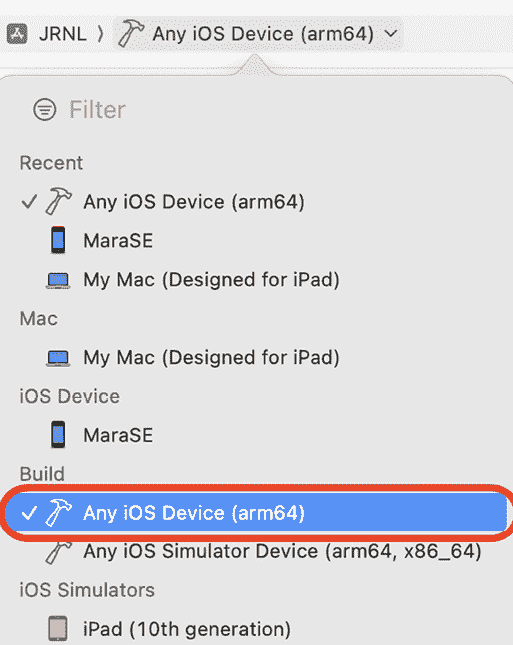 JRNL ⟩ Any iOS Device (arm64)
Filter
Recent
✓ Any iOS Device (arm64)
MaraSE
My Mac (Designed for iPad)
Mac
My Mac (Designed for iPad)
iOS Device
MaraSE
Build
✓ Any iOS Device (arm64)
Any iOS Simulator Device (arm64, x86_64)
iOS Simulators
iPad (10th generation)